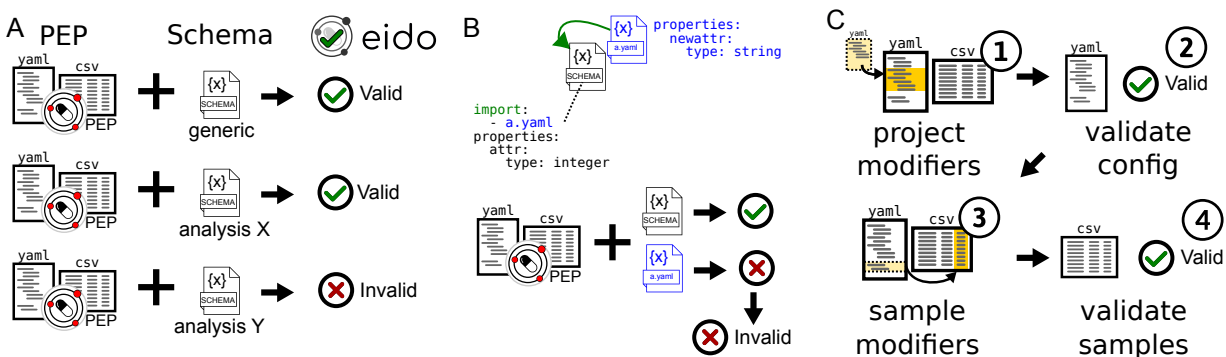 A
PEP
Schema
eido
yaml
csv
PEP
{x}
SCHEMA
generic
Valid
yaml
csv
PEP
{x}
SCHEMA
analysis X
Valid
yaml
csv
PEP
{x}
SCHEMA
analysis Y
Invalid
B
{x}
a.yaml
properties:
newattr:
type: string
{x}
SCHEMA
import:
- a.yaml
properties:
attr:
type: integer
yaml
csv
PEP
{x}
SCHEMA
{x}
a.yaml
Invalid
C
yaml
yaml
csv
1
project
modifiers
yaml
2
Valid
validate
config
yaml
csv
3
sample
modifiers
csv
4
Valid
validate
samples